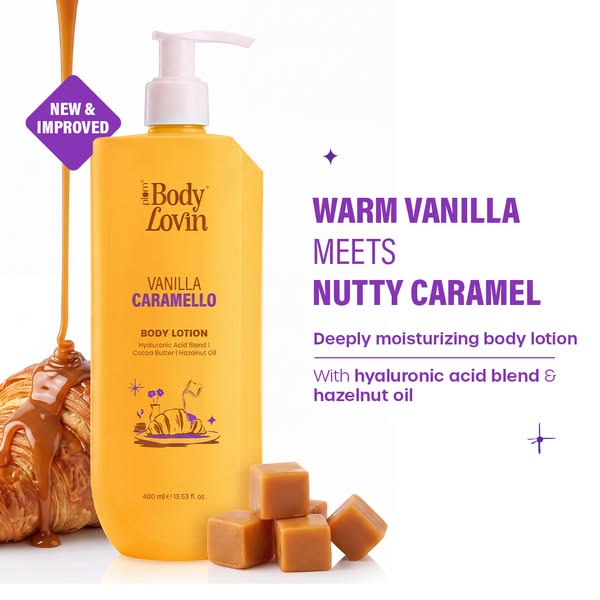 NEW &
IMPROVED
plum
Body
Lovin'
VANILLA
CARAMELLO
BODY LOTION
Hyaluronic Acid Blend |
Cocoa Butter | Hazelnut Oil
400 ml ℮ 13.53 fl. oz.
WARM VANILLA
MEETS
NUTTY CARAMEL
Deeply moisturizing body lotion
With hyaluronic acid blend &
hazelnut oil